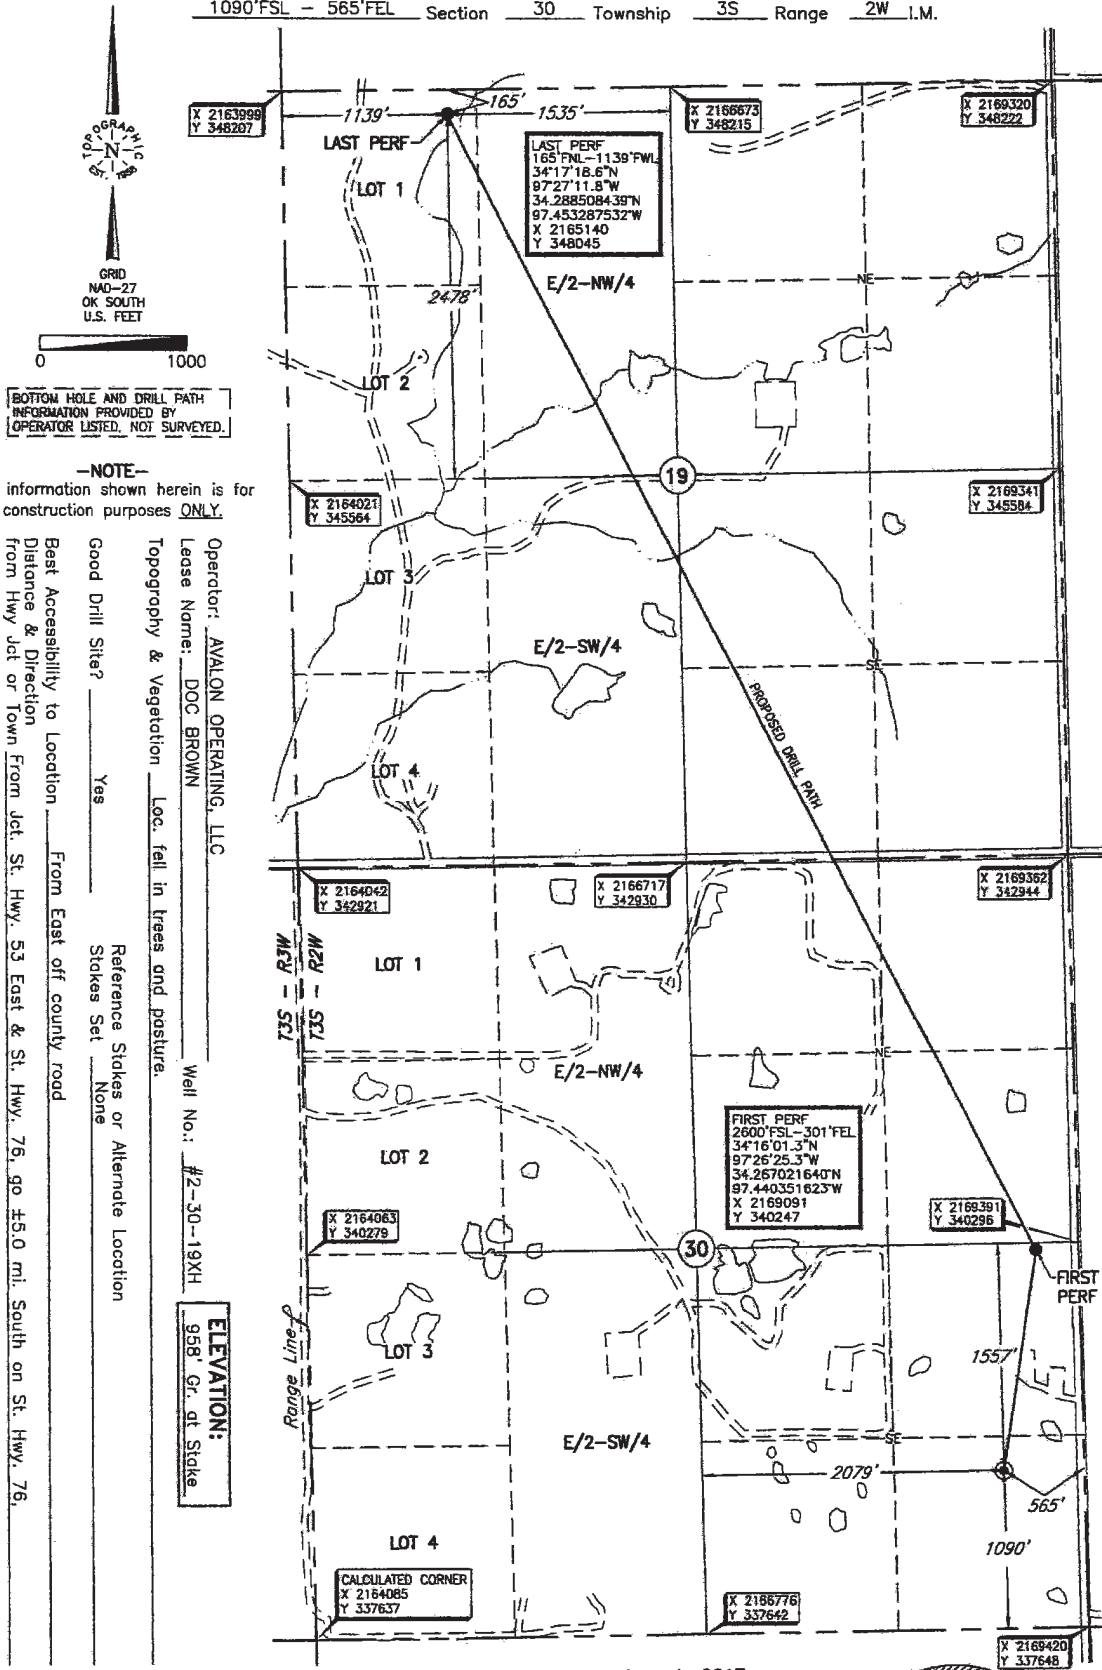 1090'FSL - 565'FEL Section 30 Township 3S Range 2W I.M.
TOPOGRAPHIC
N
EST. 1958
GRID
NAD-27
OK SOUTH
U.S. FEET
0 1000
BOTTOM HOLE AND DRILL PATH
INFORMATION PROVIDED BY
OPERATOR LISTED, NOT SURVEYED.
-NOTE-
information shown herein is for
construction purposes ONLY.
Operator: AVALON OPERATING, LLC
Lease Name: DOC BROWN Well No.: #2-30-19XH
Topography & Vegetation Loc. fell in trees and pasture.
Good Drill Site? Yes
Reference Stakes or Alternate Location
Stakes Set None
Best Accessibility to Location From East off county road
Distance & Direction
from Hwy Jct or Town From Jct. St. Hwy. 53 East & St. Hwy. 76, go ±5.0 mi. South on St. Hwy. 76,
ELEVATION:
958' Gr. at Stake
X 2163999
Y 348207
1139'
165'
1535'
X 2166673
Y 348215
X 2169320
Y 348222
LAST PERF
LAST PERF
165'FNL-1139'FWL
34°17'18.6"N
97°27'11.8"W
34.288508439°N
97.453287532°W
X 2165140
Y 348045
LOT 1
E/2-NW/4
NE
2478'
LOT 2
19
X 2164021
Y 345564
X 2169341
Y 345584
LOT 3
E/2-SW/4
SE
PROPOSED DRILL PATH
LOT 4
X 2164042
Y 342921
X 2166717
Y 342930
X 2169362
Y 342944
T3S - R3W
T3S - R2W
LOT 1
NE
E/2-NW/4
FIRST PERF
2600'FSL-301'FEL
34°16'01.3"N
97°26'25.3"W
34.267021640°N
97.440351623°W
X 2169091
Y 340247
LOT 2
X 2164063
Y 340279
X 2169391
Y 340296
30
FIRST
PERF
Range Line
LOT 3
1557'
E/2-SW/4
SE
2079'
565'
LOT 4
1090'
CALCULATED CORNER
X 2164085
Y 337637
X 2166776
Y 337642
X 2169420
Y 337648